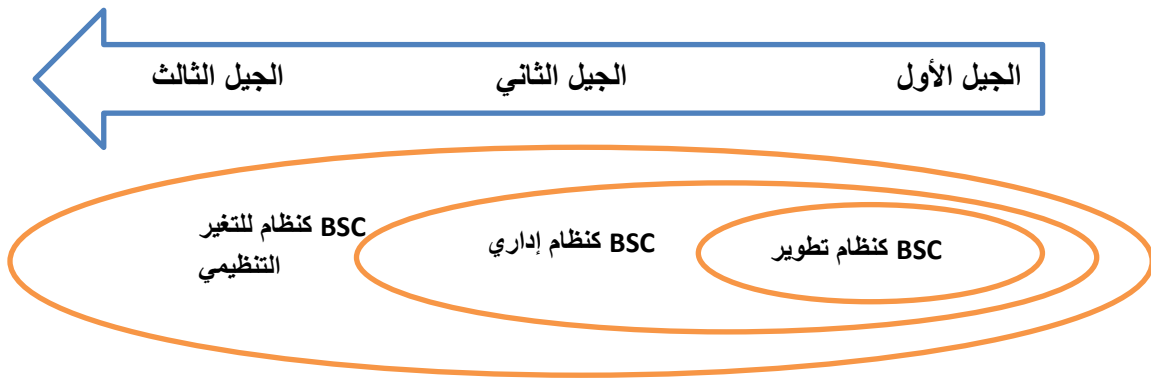 الجيل الأول
الجيل الثاني
الجيل الثالث
BSC كنظام تطوير
BSC كنظام إداري
BSC كنظام للتغير
التنظيمي